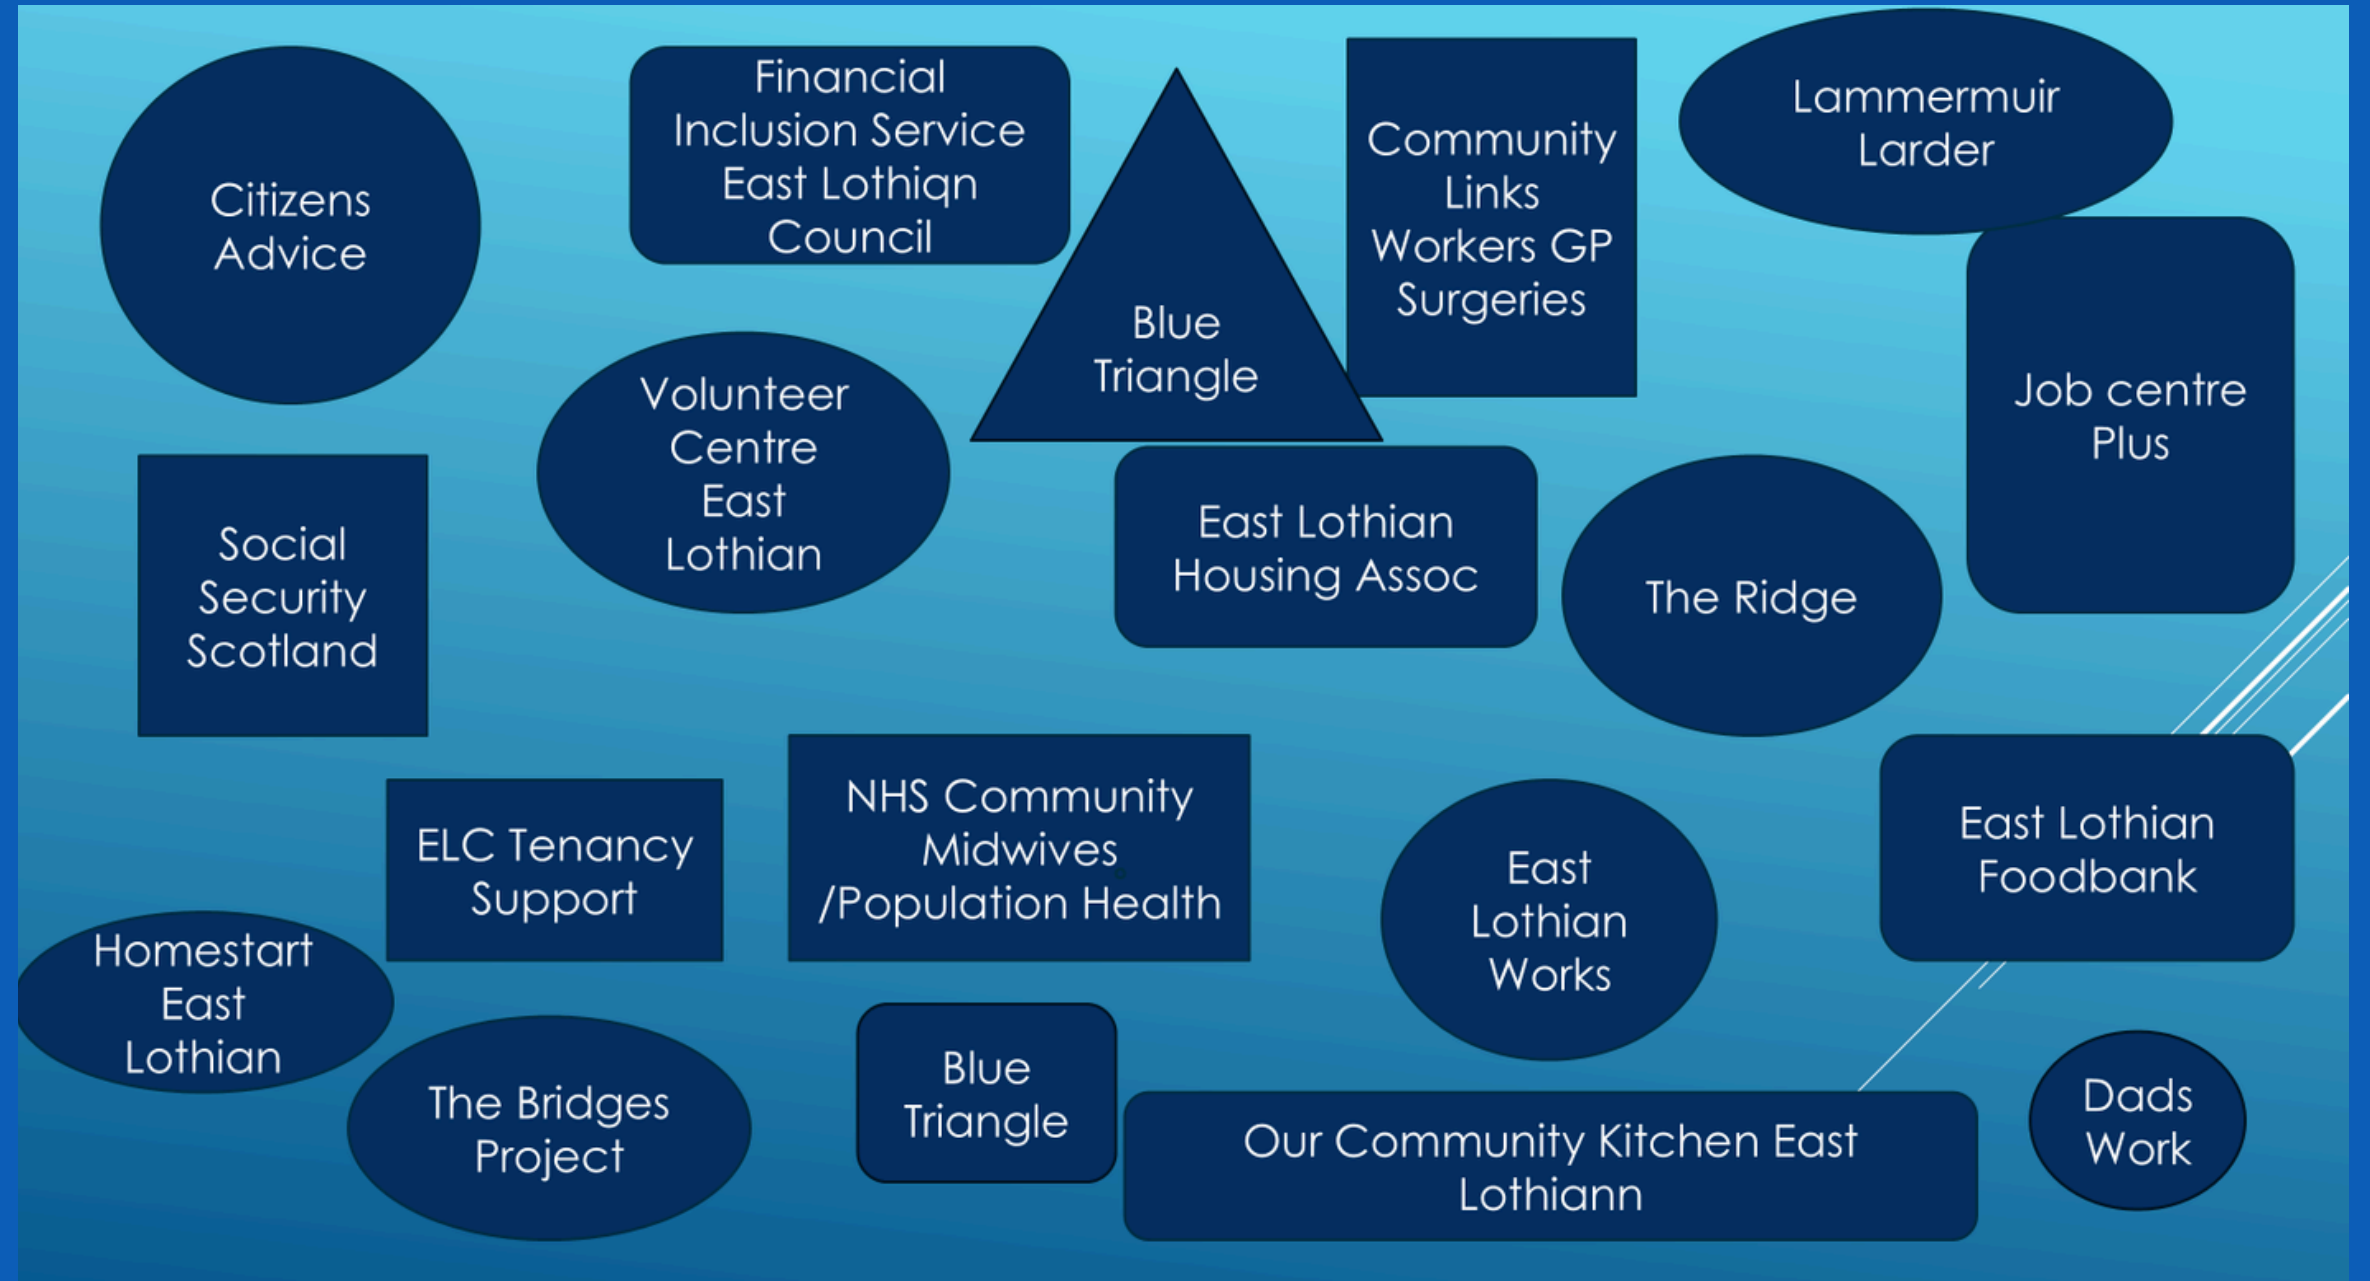 Citizens
Advice
Financial
Inclusion Service
East Lothiqn
Council
Blue
Triangle
Community
Links
Workers GP
Surgeries
Lammermuir
Larder
Job centre
Plus
Volunteer
Centre
East
Lothian
Social
Security
Scotland
East Lothian
Housing Assoc
The Ridge
ELC Tenancy
Support
NHS Community
Midwives
/Population Health
East
Lothian
Works
East Lothian
Foodbank
Homestart
East
Lothian
The Bridges
Project
Blue
Triangle
Our Community Kitchen East
Lothiann
Dads
Work